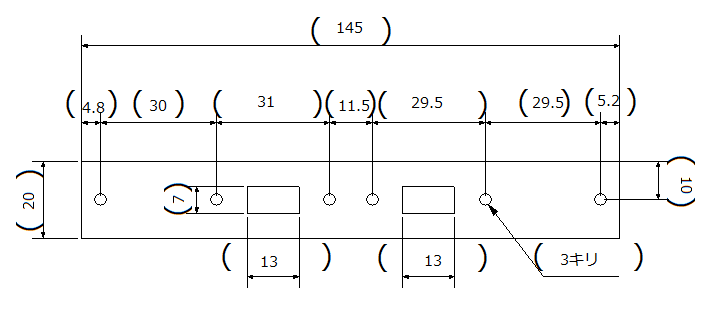 ( 145 )
(4.8) (30) (31) (11.5) (29.5) (29.5) (5.2)
(20) (7) (10)
(13) (13) (3キリ)